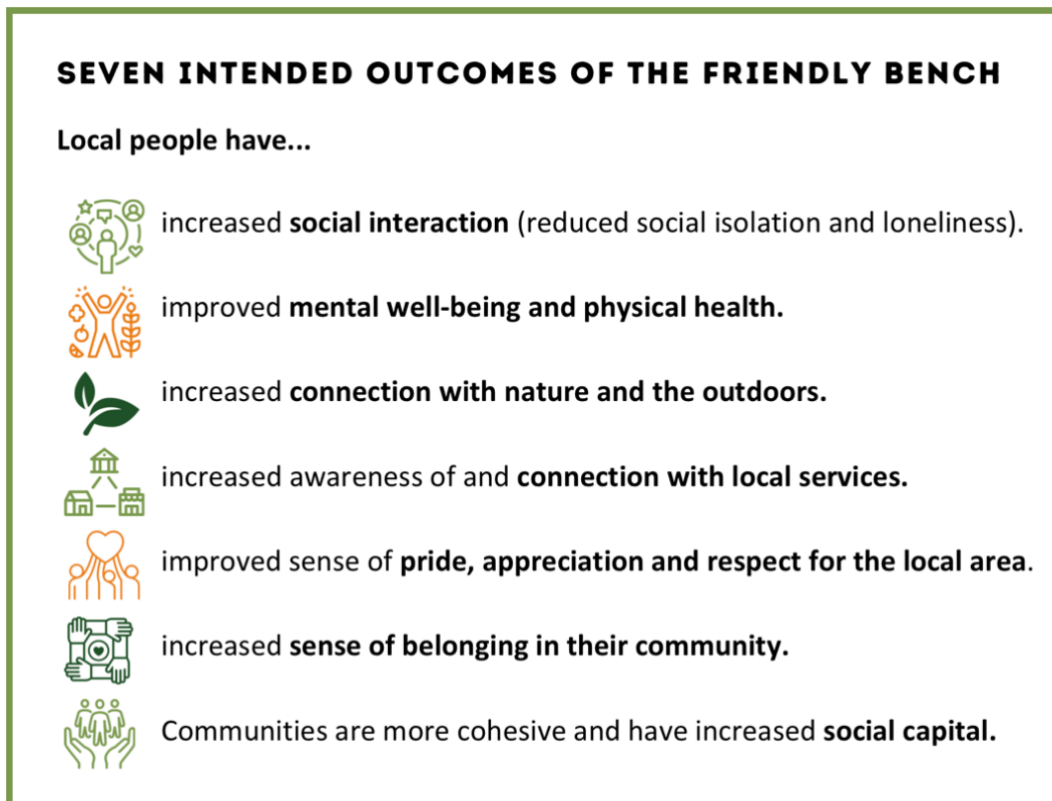 SEVEN INTENDED OUTCOMES OF THE FRIENDLY BENCH
Local people have...
increased social interaction (reduced social isolation and loneliness).
improved mental well-being and physical health.
increased connection with nature and the outdoors.
increased awareness of and connection with local services.
improved sense of pride, appreciation and respect for the local area.
increased sense of belonging in their community.
Communities are more cohesive and have increased social capital.